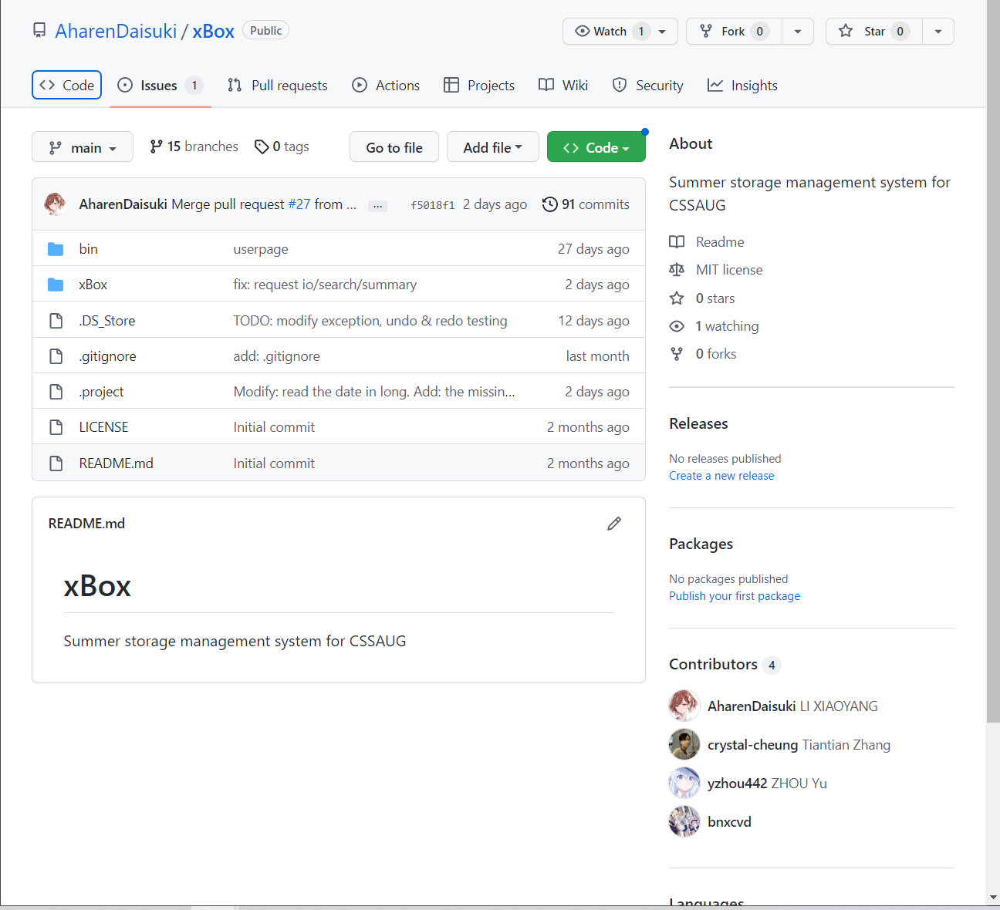 AharenDaisuki / xBox Public
Watch 1 Fork 0 Star 0
Code Issues 1 Pull requests Actions Projects Wiki Security Insights
main 15 branches 0 tags Go to file Add file Code
AharenDaisuki Merge pull request #27 from ... ... f5018f1 2 days ago 91 commits
bin userpage 27 days ago
xBox fix: request io/search/summary 2 days ago
.DS_Store TODO: modify exception, undo & redo testing 12 days ago
.gitignore add: .gitignore last month
.project Modify: read the date in long. Add: the missin... 2 days ago
LICENSE Initial commit 2 months ago
README.md Initial commit 2 months ago
README.md
xBox
Summer storage management system for CSSAUG
About
Summer storage management system for
CSSAUG
Readme
MIT license
0 stars
1 watching
0 forks
Releases
No releases published
Create a new release
Packages
No packages published
Publish your first package
Contributors 4
AharenDaisuki LI XIAOYANG
crystal-cheung Tiantian Zhang
yzhou442 ZHOU Yu
bnxcvd
Languages